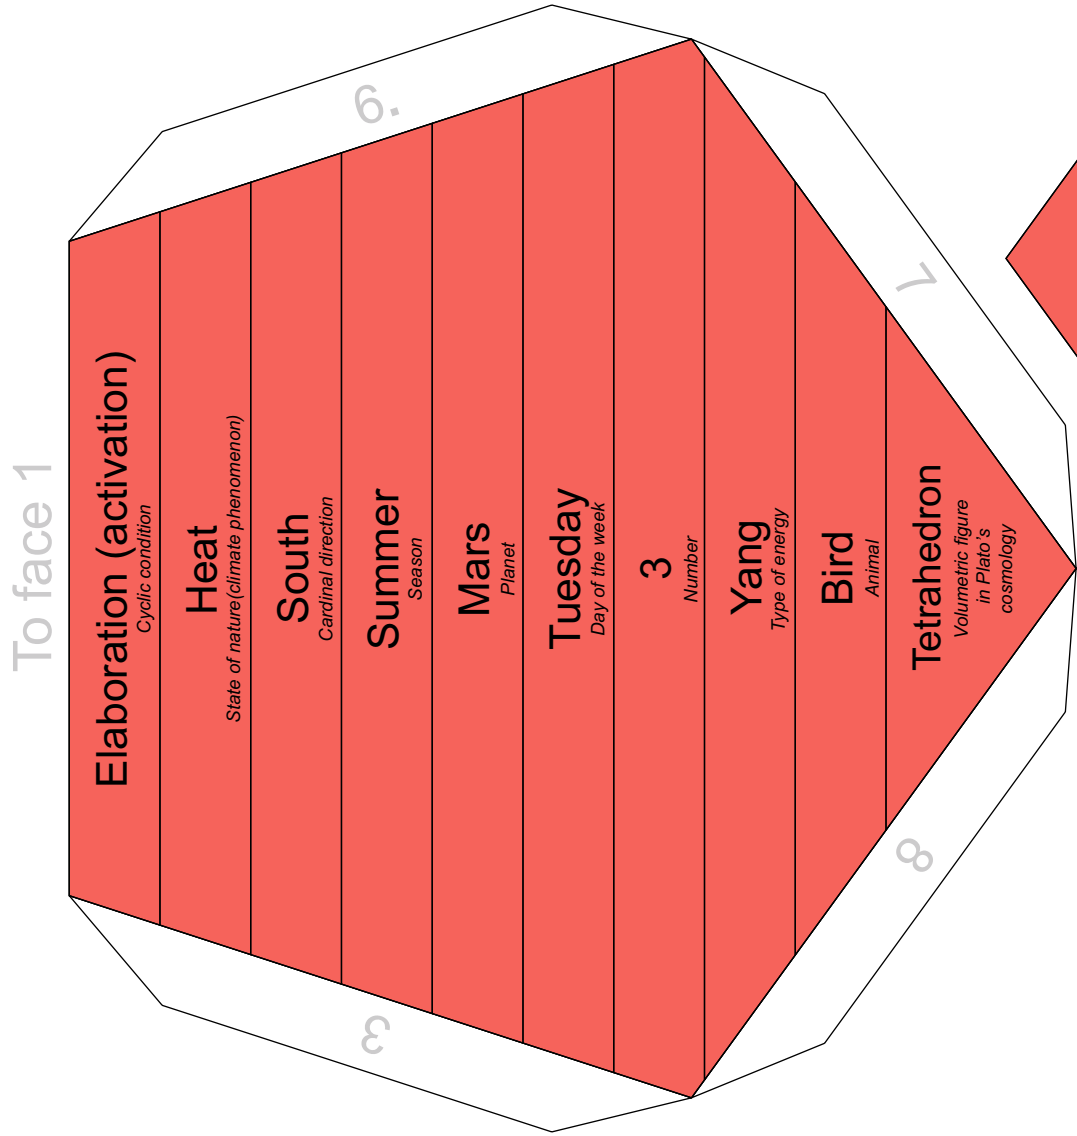 To face 1
Elaboration (activation)
Cyclic condition
Heat
State of nature(climate phenomenon)
South
Cardinal direction
Summer
Season
Mars
Planet
Tuesday
Day of the week
3
Number
Yang
Type of energy
Bird
Animal
Tetrahedron
Volumetric figure
in Plato's
cosmology
3
6.
8
7